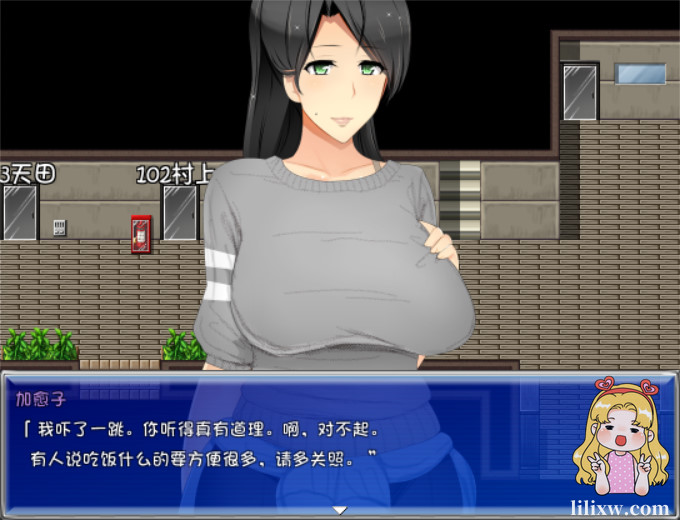 3天田
102村上
加愈子
「我吓了一跳。你听得真有道理。啊，对不起。
有人说吃饭什么的要方便很多，请多关照。”
lilixw.com